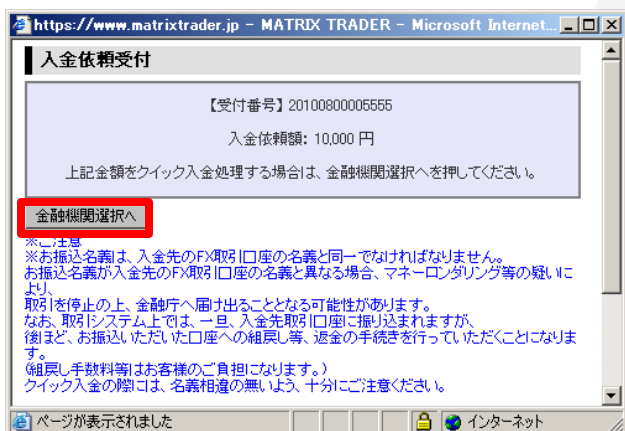 https://www.matrixtrader.jp - MATRIX TRADER - Microsoft Internet...
入金依頼受付
【受付番号】20100800005555
入金依頼額: 10,000 円
上記金額をクイック入金処理する場合は、金融機関選択へを押してください。
金融機関選択へ
※ご注意
※お振込名義は、入金先のFX取引口座の名義と同一でなければなりません。
お振込名義が入金先のFX取引口座の名義と異なる場合、マネーロンダリング等の疑いに
より、
取引を停止の上、金融庁へ届け出ることとなる可能性があります。
なお、取引システム上では、一旦、入金先取引口座に振り込まれますが、
後ほど、お振込いただいた口座への組戻し等、返金の手続きを行っていただくことになりま
す。
(組戻し手数料等はお客様のご負担になります。)
クイック入金の際には、名義相違の無いよう、十分にご注意ください。
ページが表示されました
インターネット